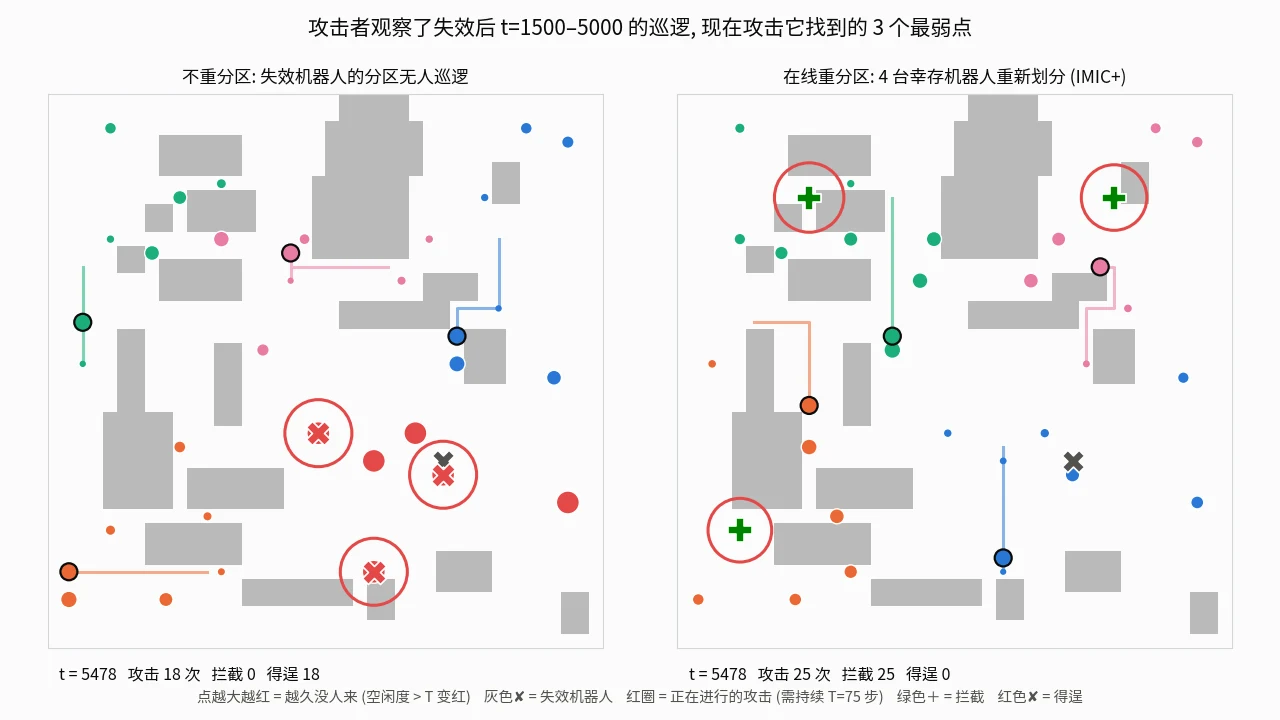 攻击者观察了失效后 t=1500–5000 的巡逻, 现在攻击它找到的 3 个最弱点
不重分区: 失效机器人的分区无人巡逻
在线重分区: 4 台幸存机器人重新划分 (IMIC+)
t = 5478 攻击 18 次 拦截 0 得逞 18
t = 5478 攻击 25 次 拦截 25 得逞 0
点越大越红 = 越久没人来 (空闲度 > T 变红) 灰色✘ = 失效机器人 红圈 = 正在进行的攻击 (需持续 T=75 步) 绿色＋ = 拦截 红色✘ = 得逞